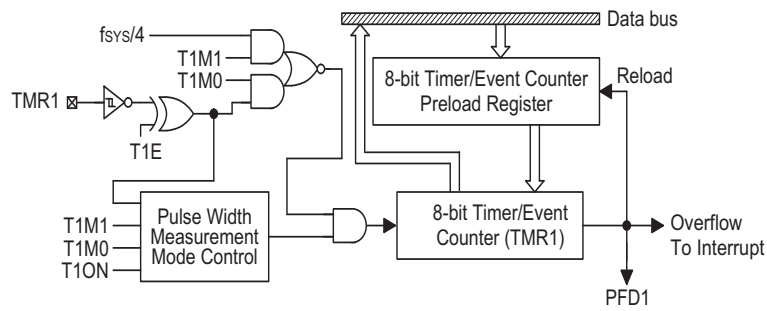 fSYS/4
T1M1
T1M0
TMR1
T1E
T1M1
T1M0
T1ON
Pulse Width
Measurement
Mode Control
Data bus
8-bit Timer/Event Counter
Preload Register
Reload
8-bit Timer/Event
Counter (TMR1)
Overflow
To Interrupt
PFD1